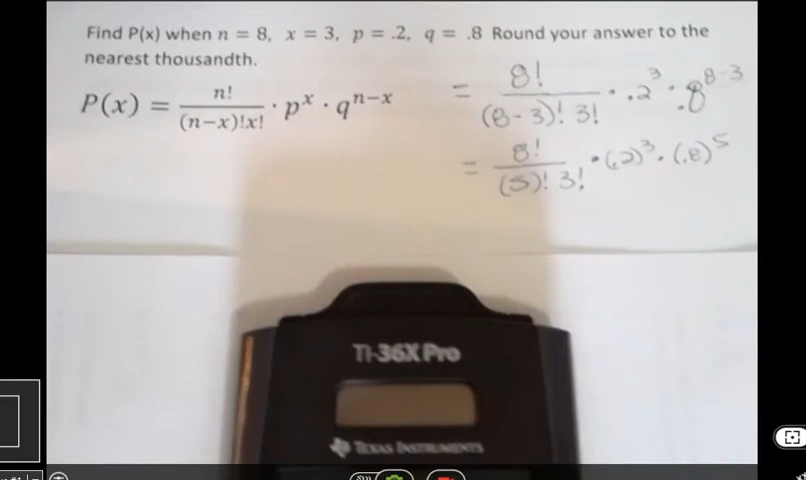 Find P(x) when n = 8, x = 3, p = .2, q = .8 Round your answer to the
nearest thousandth.
P(x) = n!/(n−x)!x! · p^x · q^(n−x)
= 8!/(8-3)! 3! · .2^3 · .8^(8-3)
= 8!/(5)! 3! · (.2)^3 · (.8)^5
TI-36X Pro
TEXAS INSTRUMENTS